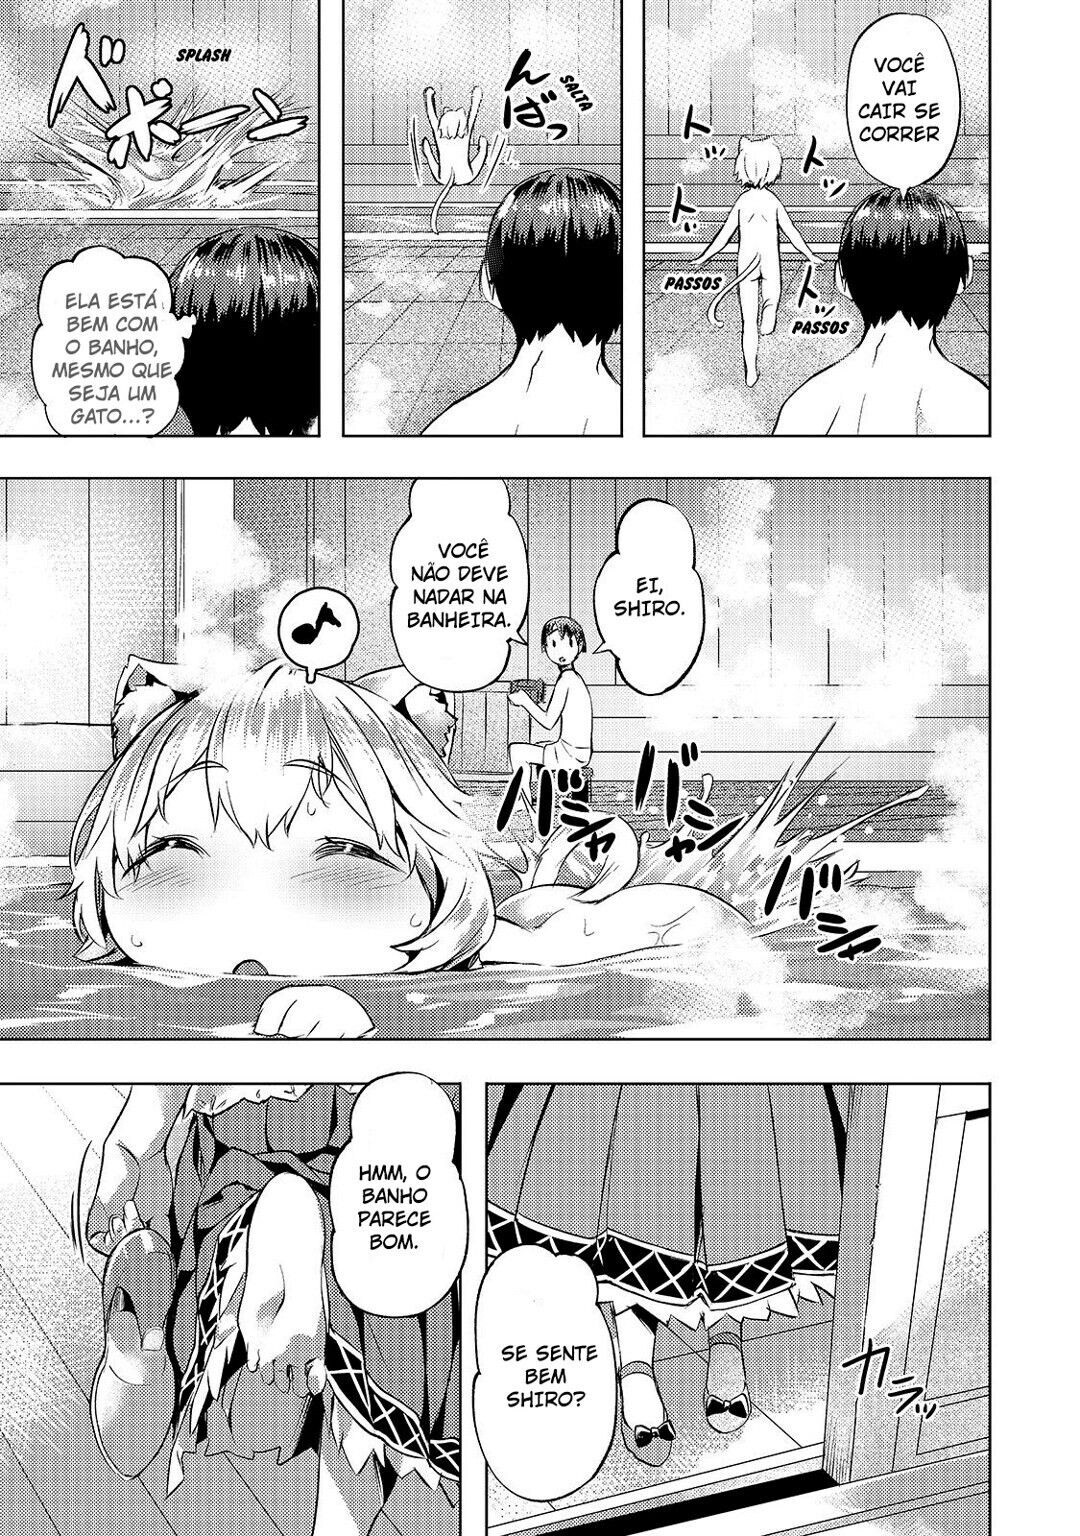 VOCÊ
VAI
CAIR SE
CORRER
トトッ
トトッ
PASSOS
PASSOS
んばっ
SALTA
ドボーン
SPLASH
ELA ESTÁ
BEM COM
O BANHO,
MESMO QUE
SEJA UM
GATO...?
EI,
SHIRO.
VOCÊ
NÃO DEVE
NADAR NA
BANHEIRA.
バシャ
バシャ
バシャ
SE SENTE
BEM
SHIRO?
カラッ
HMM, O
BANHO
PARECE
BOM.